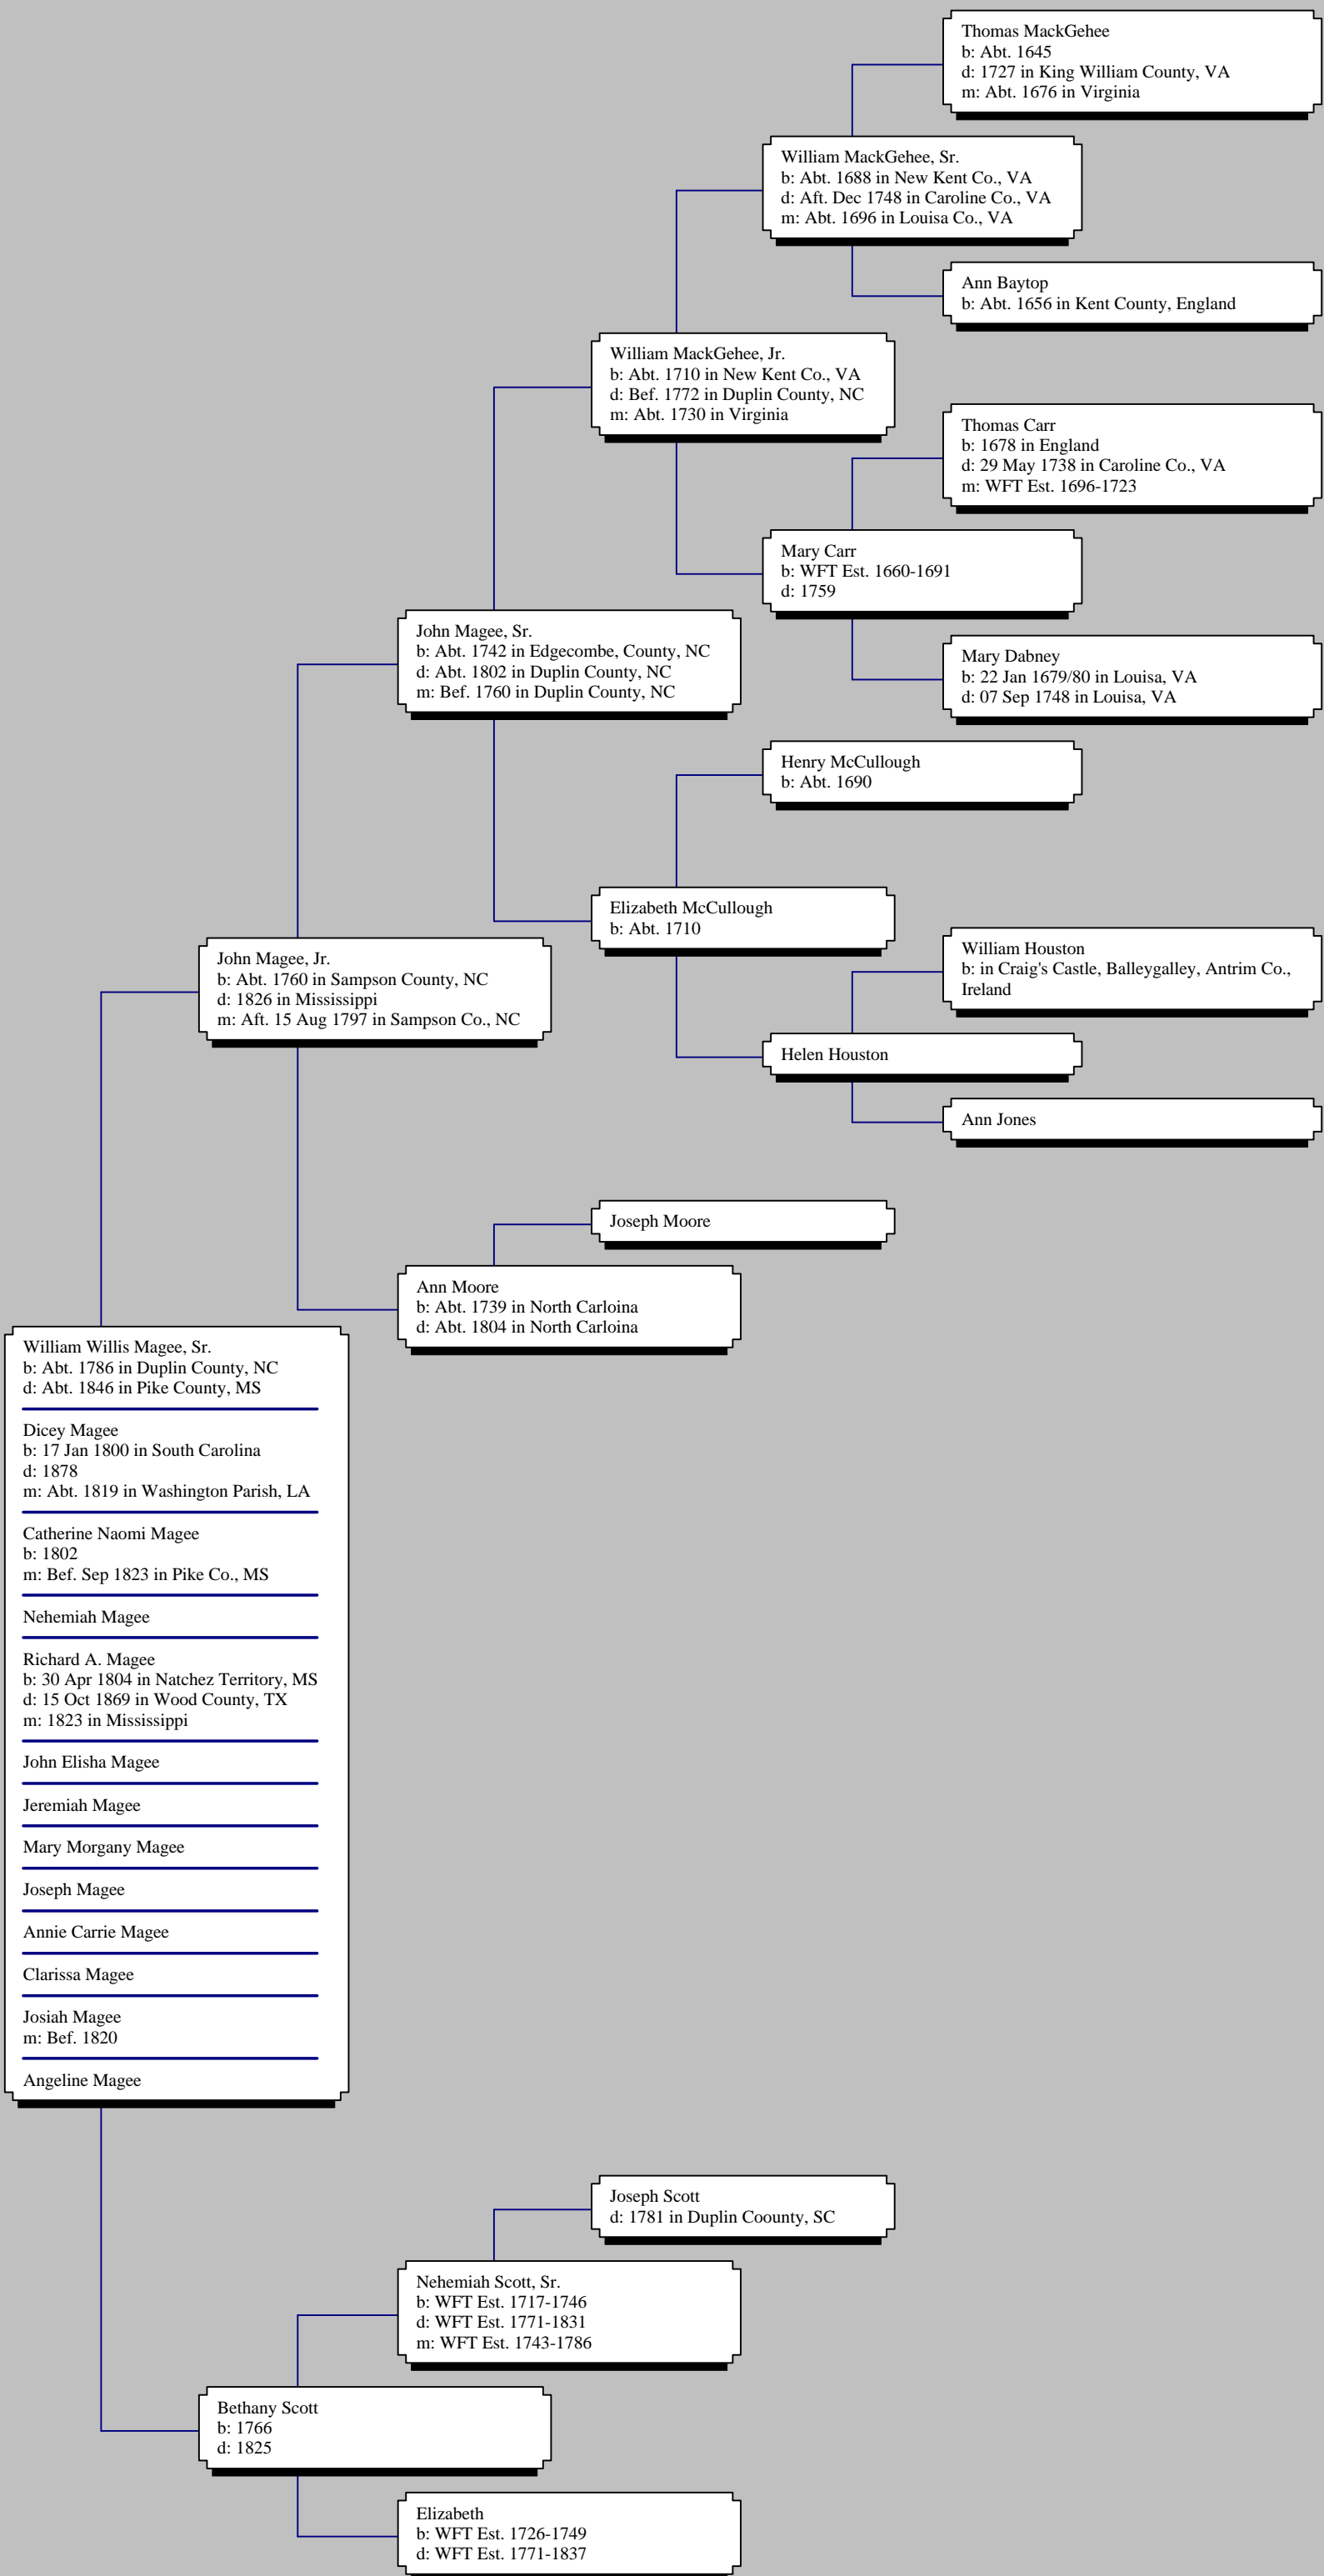 Thomas MackGehee
b: Abt. 1645
d: 1727 in King William County, VA
m: Abt. 1676 in Virginia
William MackGehee, Sr.
b: Abt. 1688 in New Kent Co., VA
d: Aft. Dec 1748 in Caroline Co., VA
m: Abt. 1696 in Louisa Co., VA
Ann Baytop
b: Abt. 1656 in Kent County, England
William MackGehee, Jr.
b: Abt. 1710 in New Kent Co., VA
d: Bef. 1772 in Duplin County, NC
m: Abt. 1730 in Virginia
Thomas Carr
b: 1678 in England
d: 29 May 1738 in Caroline Co., VA
m: WFT Est. 1696-1723
Mary Carr
b: WFT Est. 1660-1691
d: 1759
Mary Dabney
b: 22 Jan 1679/80 in Louisa, VA
d: 07 Sep 1748 in Louisa, VA
John Magee, Sr.
b: Abt. 1742 in Edgecombe, County, NC
d: Abt. 1802 in Duplin County, NC
m: Bef. 1760 in Duplin County, NC
Henry McCullough
b: Abt. 1690
Elizabeth McCullough
b: Abt. 1710
William Houston
b: in Craig's Castle, Balleygalley, Antrim Co.,
Ireland
Helen Houston
Ann Jones
John Magee, Jr.
b: Abt. 1760 in Sampson County, NC
d: 1826 in Mississippi
m: Aft. 15 Aug 1797 in Sampson Co., NC
Joseph Moore
Ann Moore
b: Abt. 1739 in North Carloina
d: Abt. 1804 in North Carloina
William Willis Magee, Sr.
b: Abt. 1786 in Duplin County, NC
d: Abt. 1846 in Pike County, MS
Dicey Magee
b: 17 Jan 1800 in South Carolina
d: 1878
m: Abt. 1819 in Washington Parish, LA
Catherine Naomi Magee
b: 1802
m: Bef. Sep 1823 in Pike Co., MS
Nehemiah Magee
Richard A. Magee
b: 30 Apr 1804 in Natchez Territory, MS
d: 15 Oct 1869 in Wood County, TX
m: 1823 in Mississippi
John Elisha Magee
Jeremiah Magee
Mary Morgany Magee
Joseph Magee
Annie Carrie Magee
Clarissa Magee
Josiah Magee
m: Bef. 1820
Angeline Magee
Joseph Scott
d: 1781 in Duplin Coounty, SC
Nehemiah Scott, Sr.
b: WFT Est. 1717-1746
d: WFT Est. 1771-1831
m: WFT Est. 1743-1786
Bethany Scott
b: 1766
d: 1825
Elizabeth
b: WFT Est. 1726-1749
d: WFT Est. 1771-1837